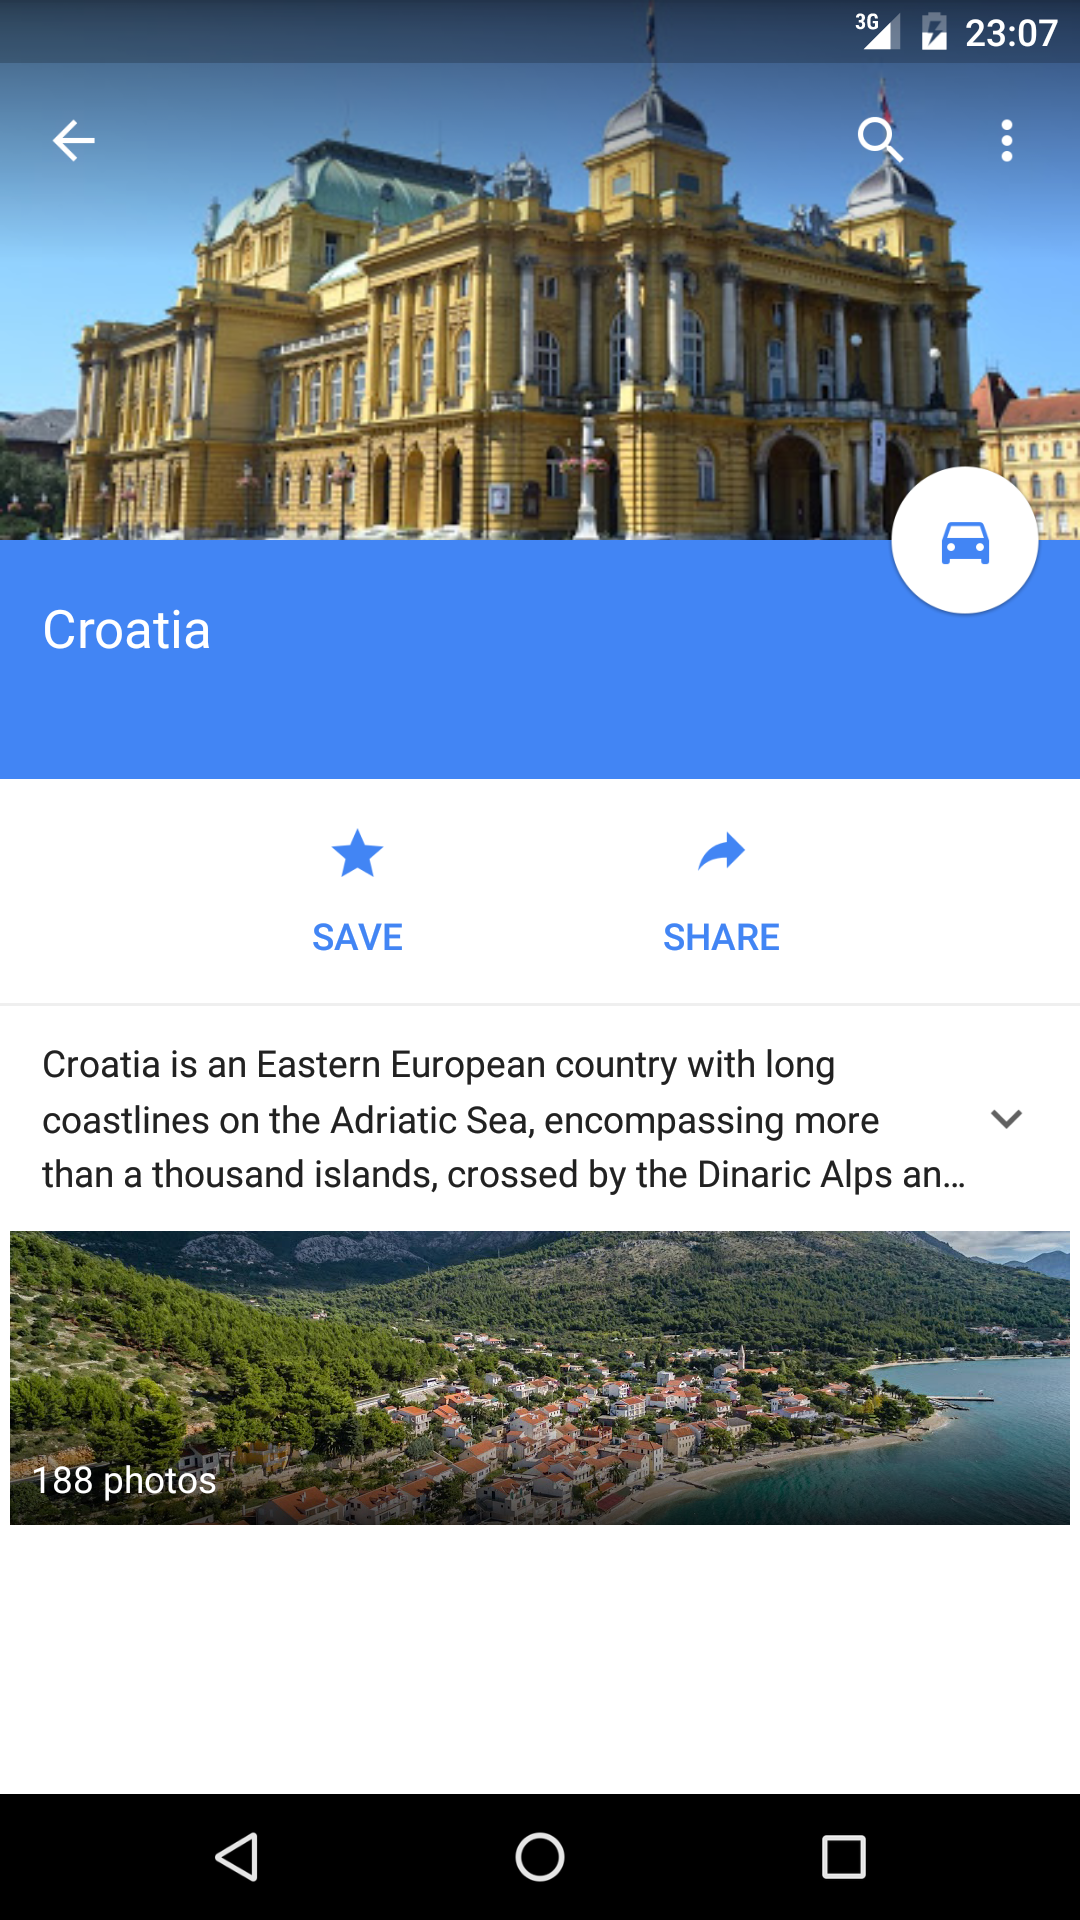 3G 23:07
Croatia
SAVE SHARE
Croatia is an Eastern European country with long
coastlines on the Adriatic Sea, encompassing more
than a thousand islands, crossed by the Dinaric Alps an...
188 photos